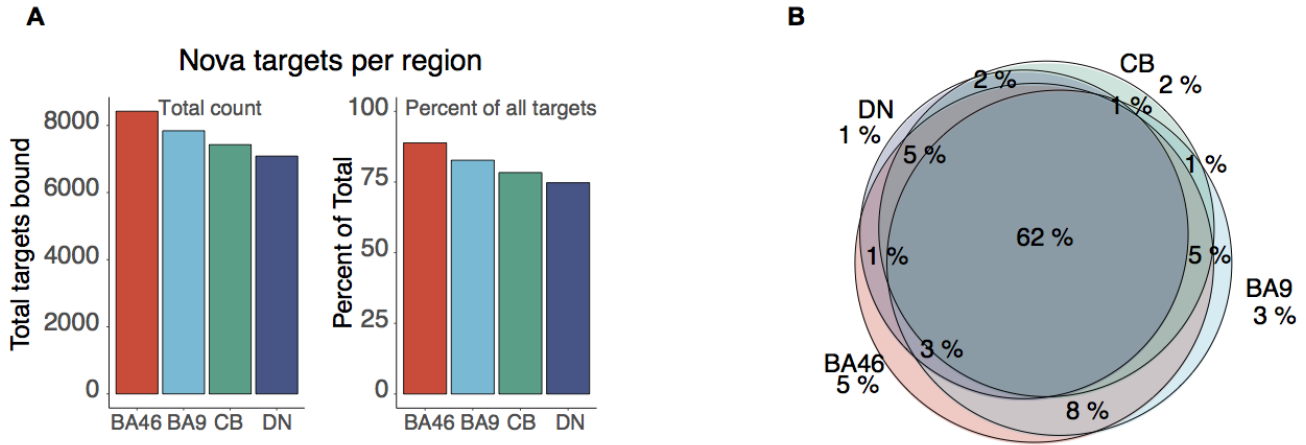 A
Nova targets per region
Total count
Total targets bound
8000
6000
4000
2000
0
BA46 BA9 CB DN
Percent of all targets
Percent of Total
100
75
50
25
0
BA46 BA9 CB DN
B
CB
2 %
2 %
DN
1 %
1 %
5 %
1 %
62 %
1 %
5 %
BA9
3 %
3 %
BA46
5 %
8 %